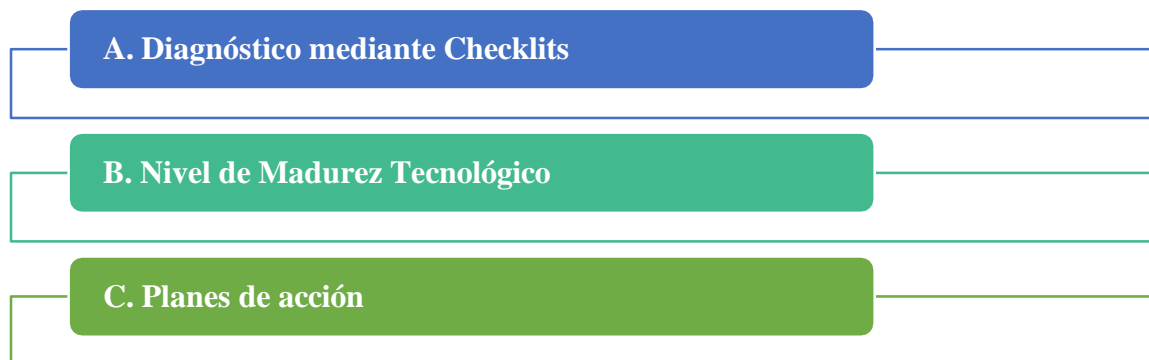 A. Diagnóstico mediante Checklits
B. Nivel de Madurez Tecnológico
C. Planes de acción